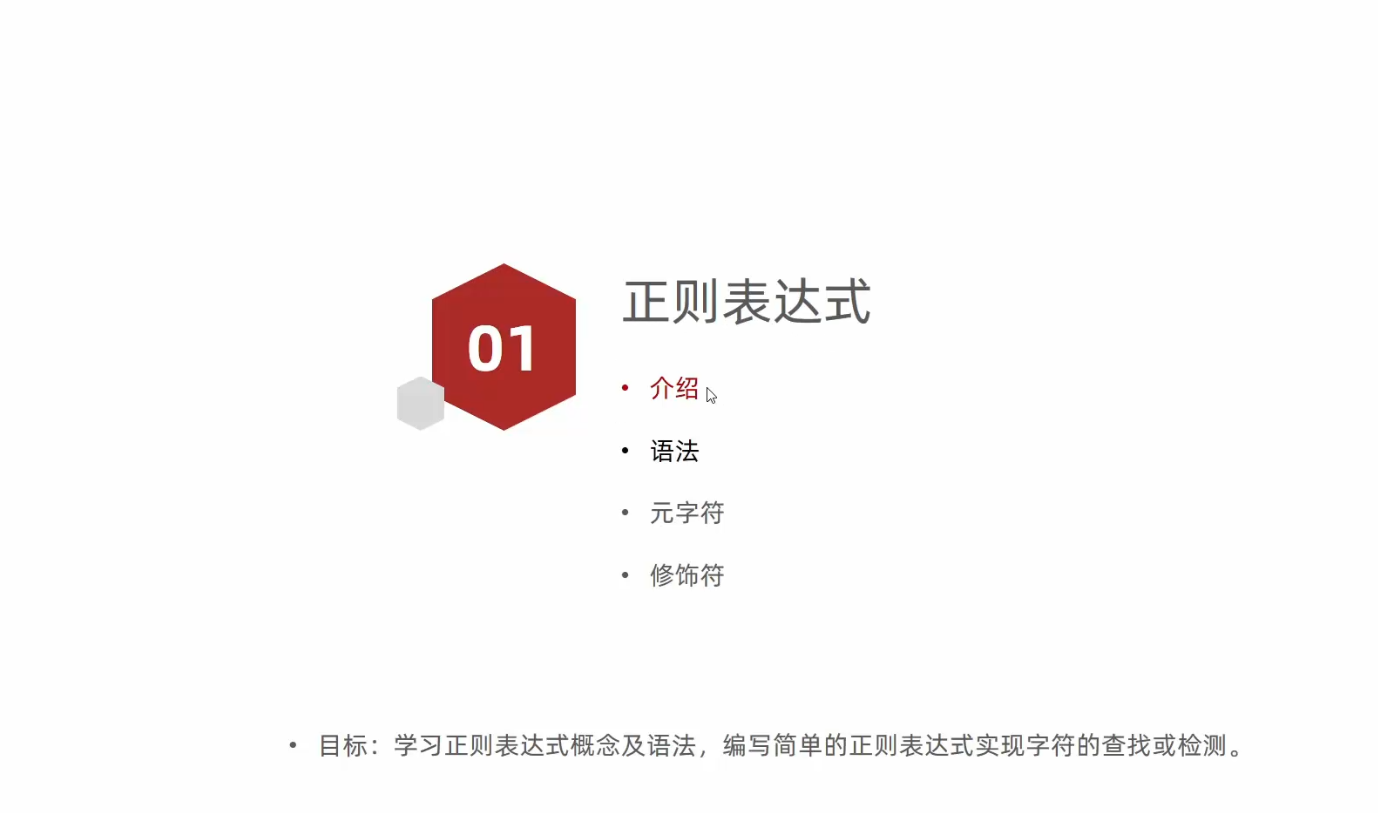 01
正则表达式
• 介绍
• 语法
• 元字符
• 修饰符
• 目标：学习正则表达式概念及语法，编写简单的正则表达式实现字符的查找或检测。